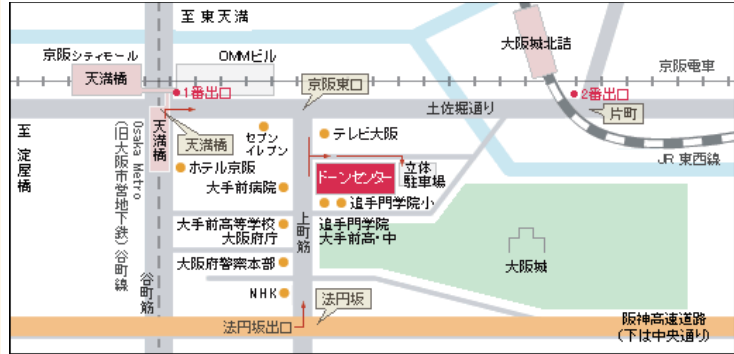 至 東天満
京阪シティモール
OMMビル
大阪城北詰
天満橋
京阪電車
1番出口
京阪東口
2番出口
土佐堀通り
片町
至 淀屋橋
天満橋
天満橋
セブン
イレブン
テレビ大阪
JR 東西線
Osaka Metro
(旧大阪市営地下鉄) 谷町線
ホテル京阪
ドーンセンター
立体
駐車場
大手前病院
追手門学院小
上町筋
大手前高等学校
大阪府庁
追手門学院
大手前高・中
大阪府警察本部
大阪城
谷町筋
NHK
法円坂
法円坂出口
阪神高速道路
(下は中央通り)